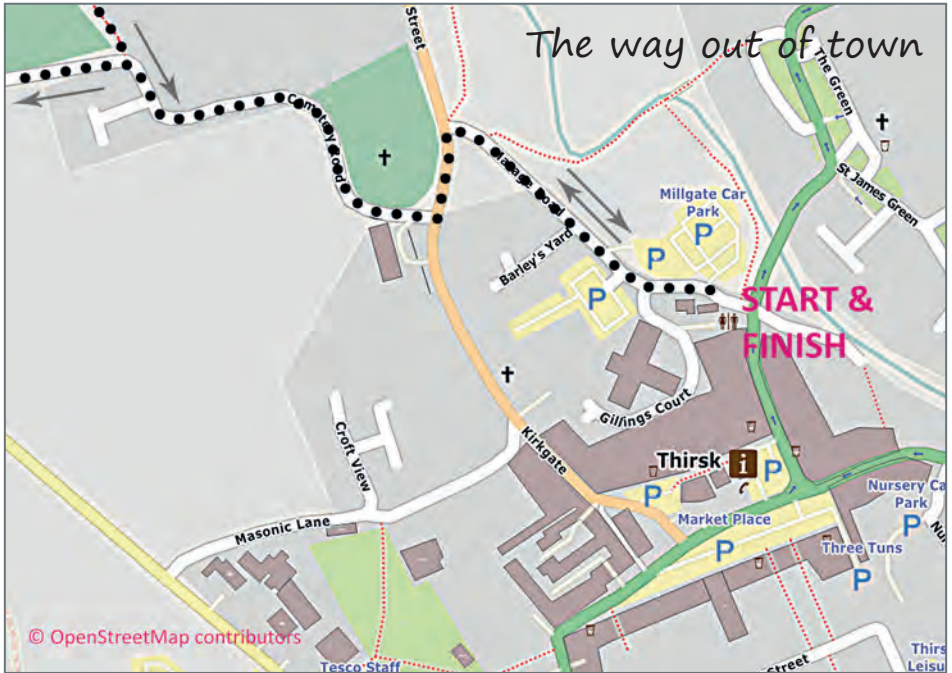 The way out of town
Street
The Green
Cemetery Road
St James Green
Millgate Car
Park
P
P
Barley's Yard
P
START &
FINISH
Gillings Court
Croft View
Kirkgate
Thirsk
i
P
P
Nursery Ca
Park
P
Market Place
Masonic Lane
P
Three Tuns
P
© OpenStreetMap contributors
Tesco Staff
Street
Thirs
Leisu